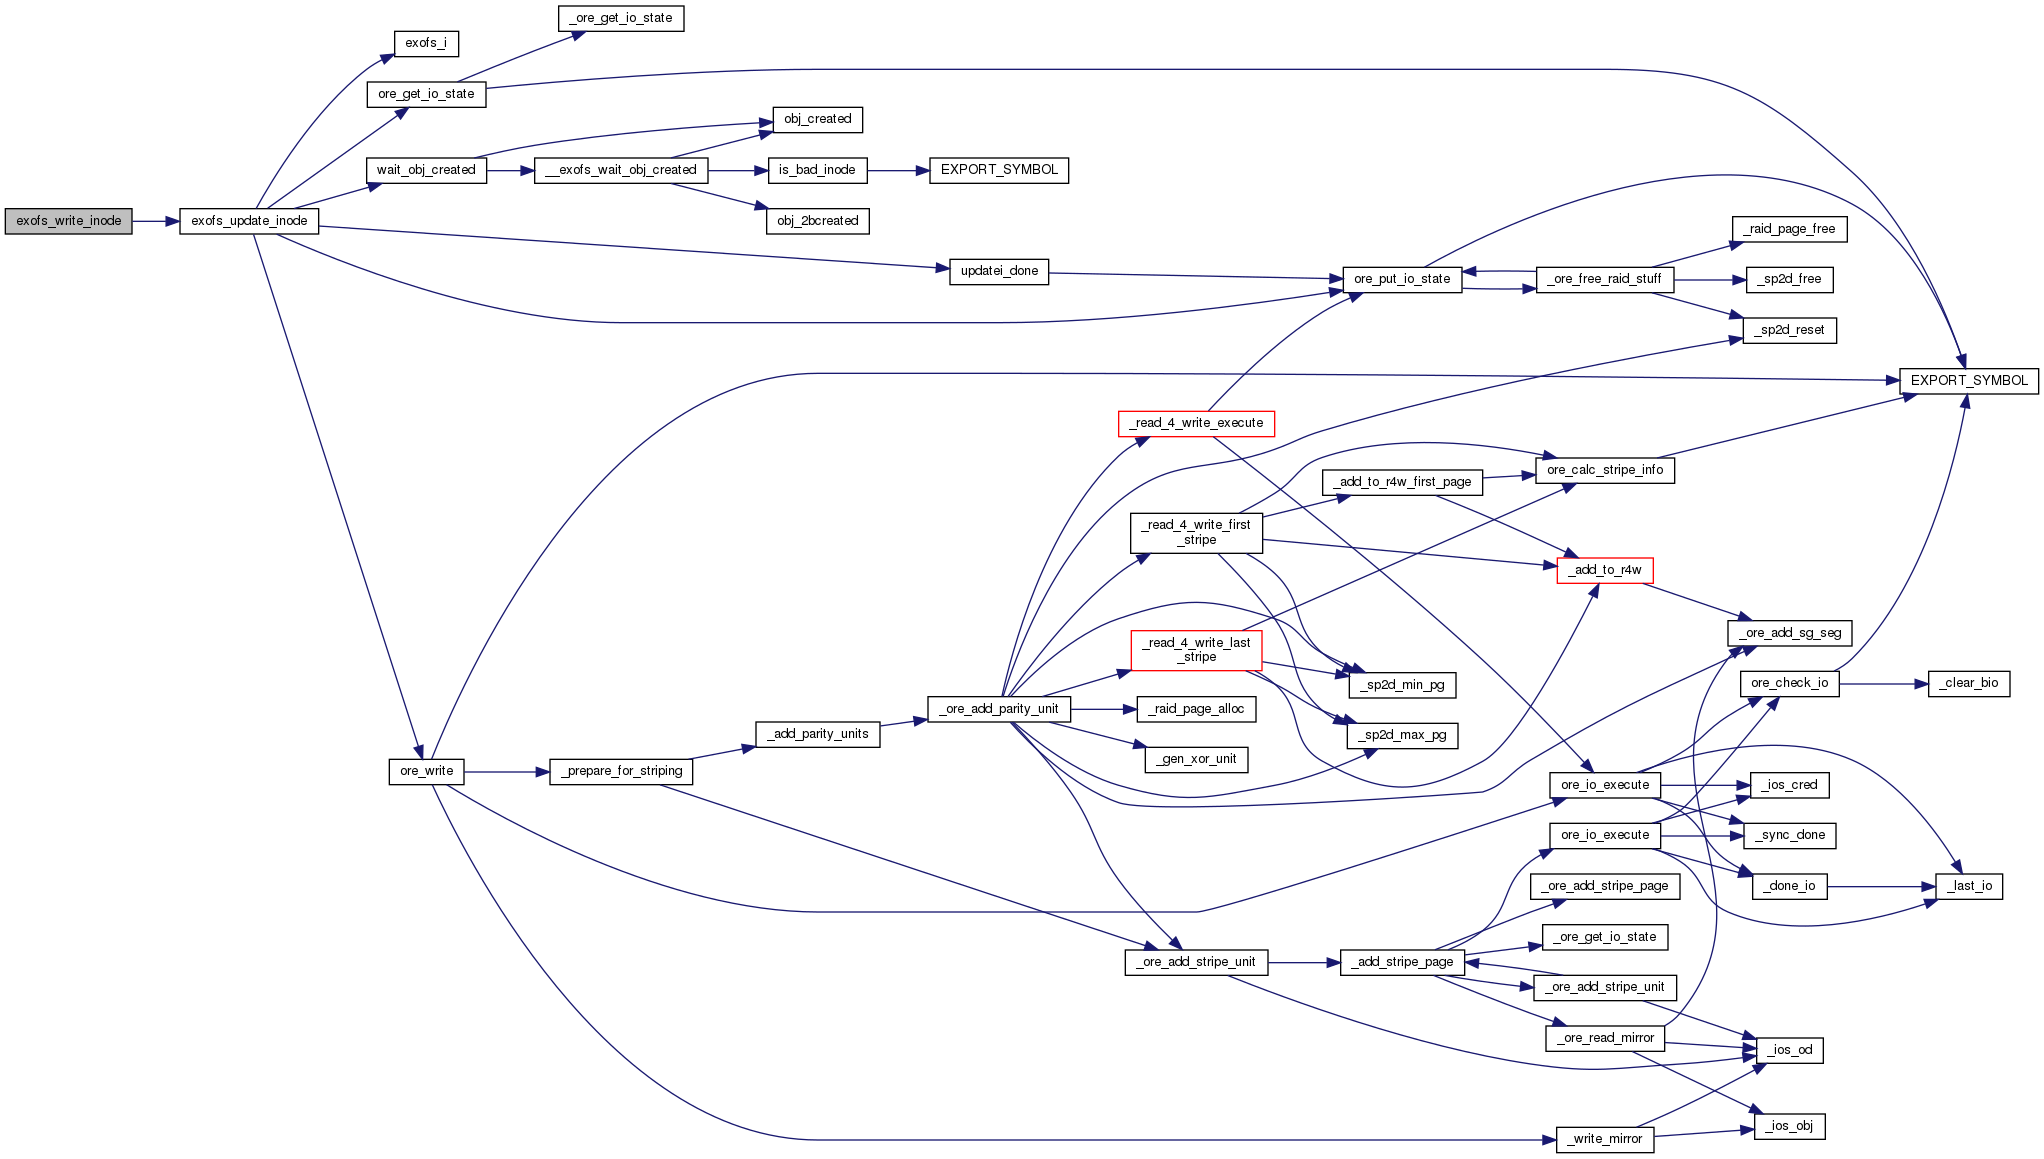 _ore_get_io_state
exofs_i
ore_get_io_state
obj_created
wait_obj_created
__exofs_wait_obj_created
is_bad_inode
EXPORT_SYMBOL
exofs_write_inode
exofs_update_inode
obj_2bcreated
_raid_page_free
updatei_done
ore_put_io_state
_ore_free_raid_stuff
_sp2d_free
_sp2d_reset
EXPORT_SYMBOL
_read_4_write_execute
ore_calc_stripe_info
_add_to_r4w_first_page
_read_4_write_first
_stripe
_add_to_r4w
_ore_add_sg_seg
_read_4_write_last
_stripe
_sp2d_min_pg
ore_check_io
_clear_bio
_ore_add_parity_unit
_raid_page_alloc
_add_parity_units
_sp2d_max_pg
_gen_xor_unit
ore_write
_prepare_for_striping
ore_io_execute
_ios_cred
ore_io_execute
_sync_done
_ore_add_stripe_page
_done_io
_last_io
_ore_get_io_state
_ore_add_stripe_unit
_add_stripe_page
_ore_add_stripe_unit
_ore_read_mirror
_ios_od
_ios_obj
_write_mirror